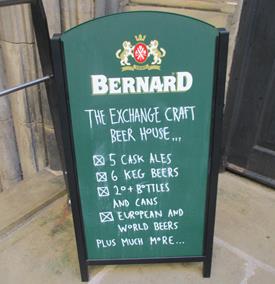 BERNARD
THE EXCHANGE CRAFT
BEER HOUSE...
☒ 5 CASK ALES
☒ 6 KEG BEERS
☒ 20+ BOTTLES
AND CANS
☒ EUROPEAN AND
WORLD BEERS
PLUS MUCH MORE...